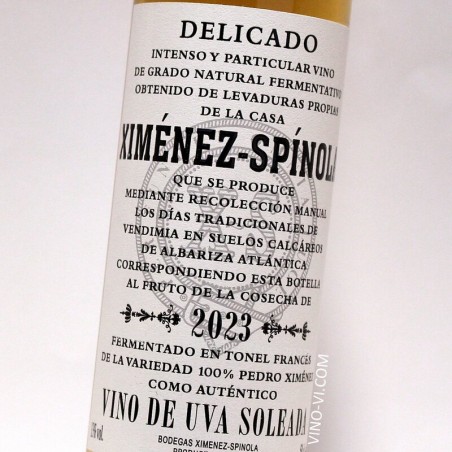 DELICADO
INTENSO Y PARTICULAR VINO
DE GRADO NATURAL FERMENTATIVO
OBTENIDO DE LEVADURAS PROPIAS
DE LA CASA
XIMÉNEZ-SPÍNOLA
QUE SE PRODUCE
MEDIANTE RECOLECCIÓN MANUAL
LOS DÍAS TRADICIONALES DE
VENDIMIA EN SUELOS CALCÁREOS
DE ALBARIZA ATLÁNTICA
CORRESPONDIENDO ESTA BOTELLA
AL FRUTO DE LA COSECHA DE
2023
FERMENTADO EN TONEL FRANCÉS
DE LA VARIEDAD 100% PEDRO XIMÉNEZ
COMO AUTÉNTICO
VINO DE UVA SOLEADA
BODEGAS XIMENEZ-SPINOLA
VINO-VI.COM